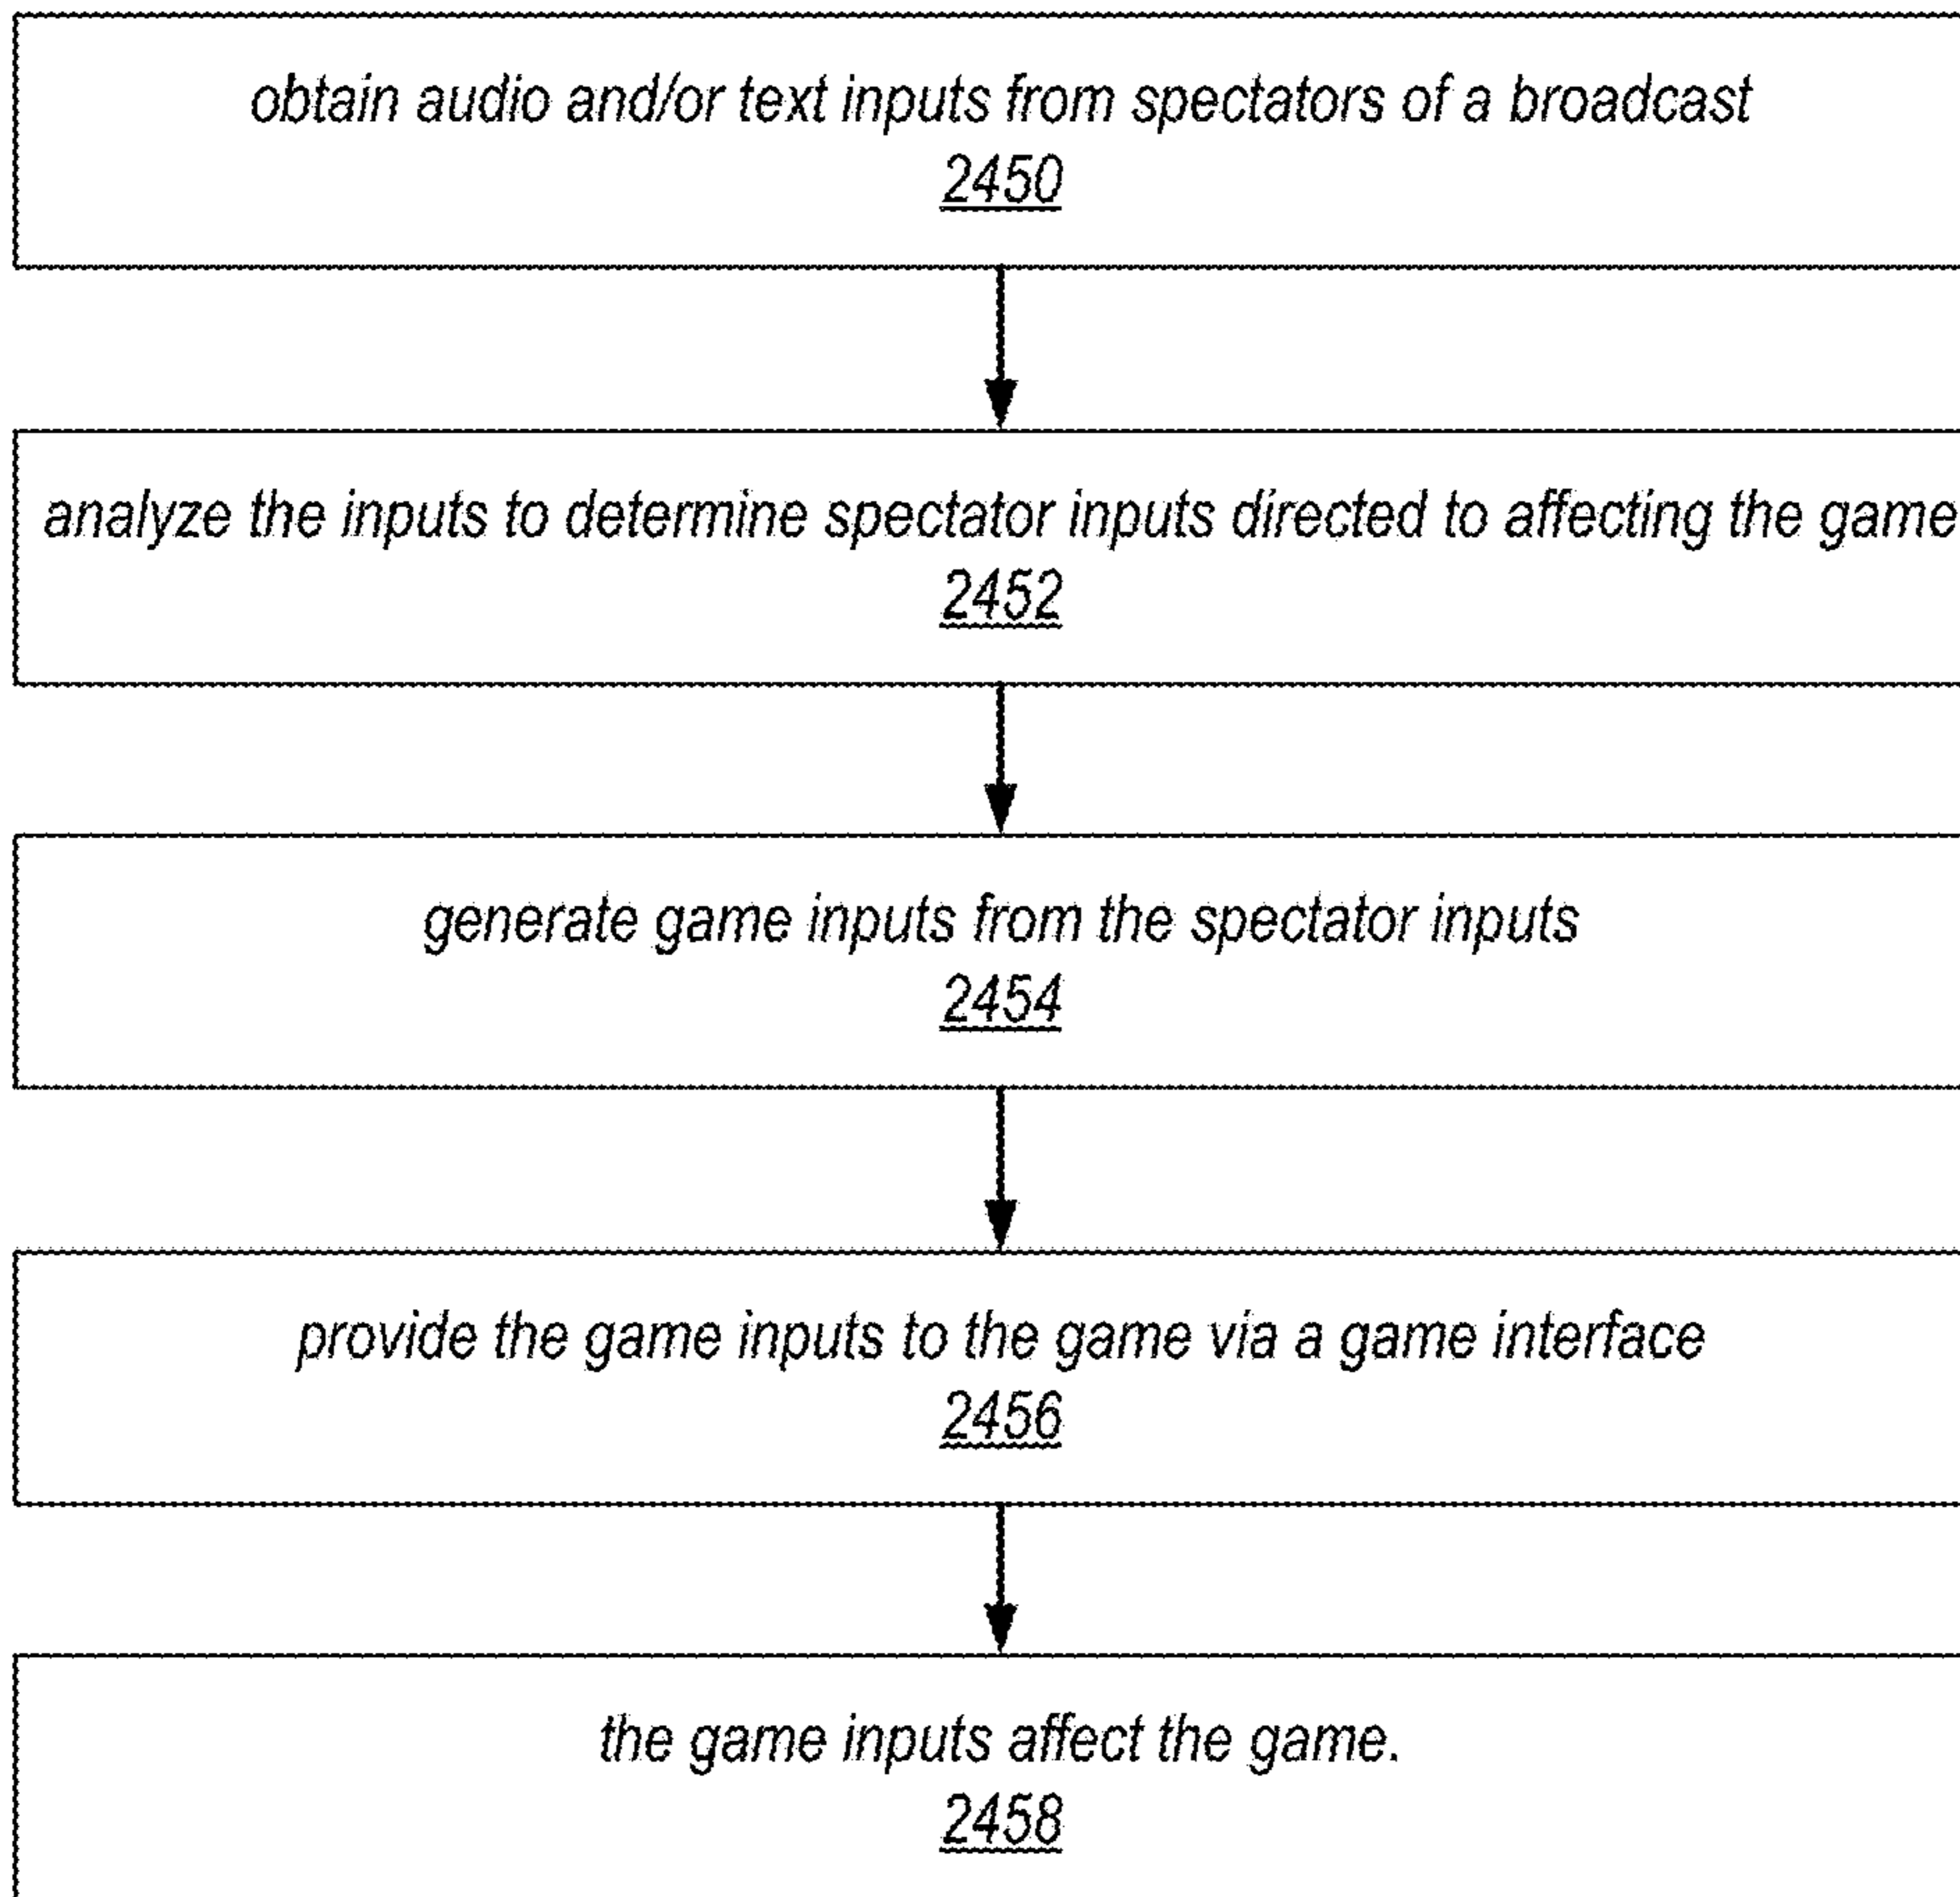 obtain audio and/or text inputs from spectators of a broadcast
2450
analyze the inputs to determine spectator inputs directed to affecting the game
2452
generate game inputs from the spectator inputs
2454
provide the game inputs to the game via a game interface
2456
the game inputs affect the game.
2458